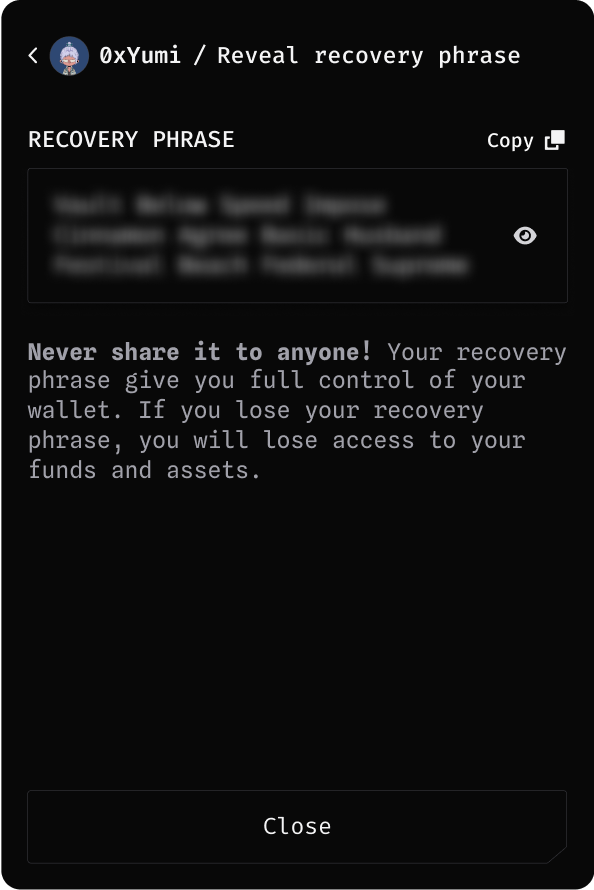 0xYumi / Reveal recovery phrase
RECOVERY PHRASE
Copy
Never share it to anyone! Your recovery
phrase give you full control of your
wallet. If you lose your recovery
phrase, you will lose access to your
funds and assets.
Close